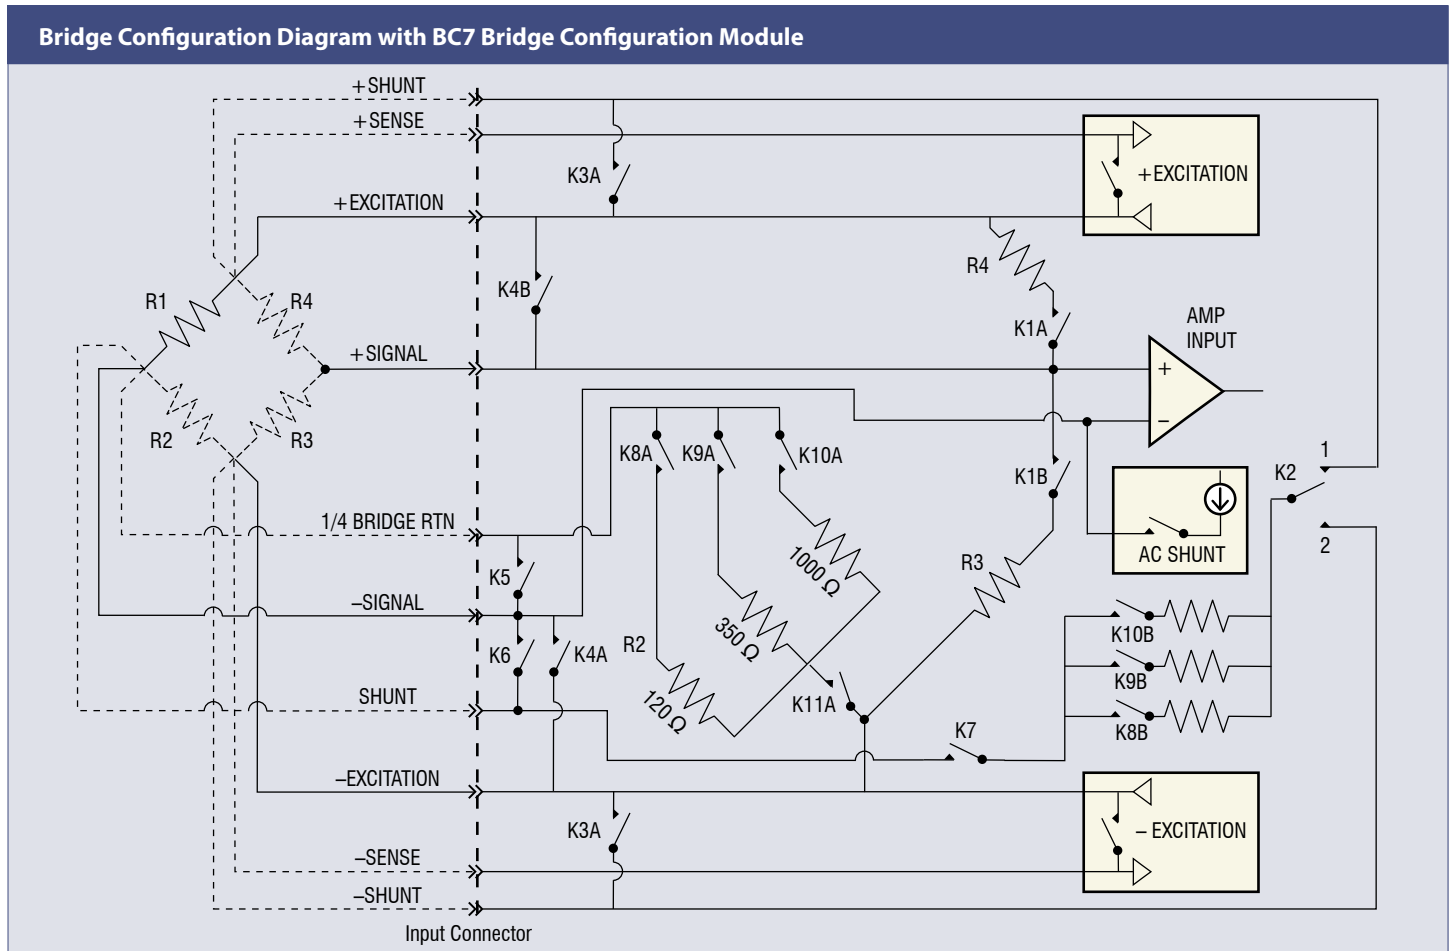 Bridge Configuration Diagram with BC7 Bridge Configuration Module
+SHUNT
+SENSE
K3A
+EXCITATION
+EXCITATION
K4B
R4
R1
R4
K1A
AMP
INPUT
+SIGNAL
+
−
R2
R3
K8A
K9A
K10A
K1B
K2
1
2
1/4 BRIDGE RTN
1000 Ω
R3
AC SHUNT
K5
–SIGNAL
350 Ω
K10B
K6
K4A
R2
K9B
SHUNT
120 Ω
K11A
K8B
K7
–EXCITATION
K3A
– EXCITATION
–SENSE
–SHUNT
Input Connector